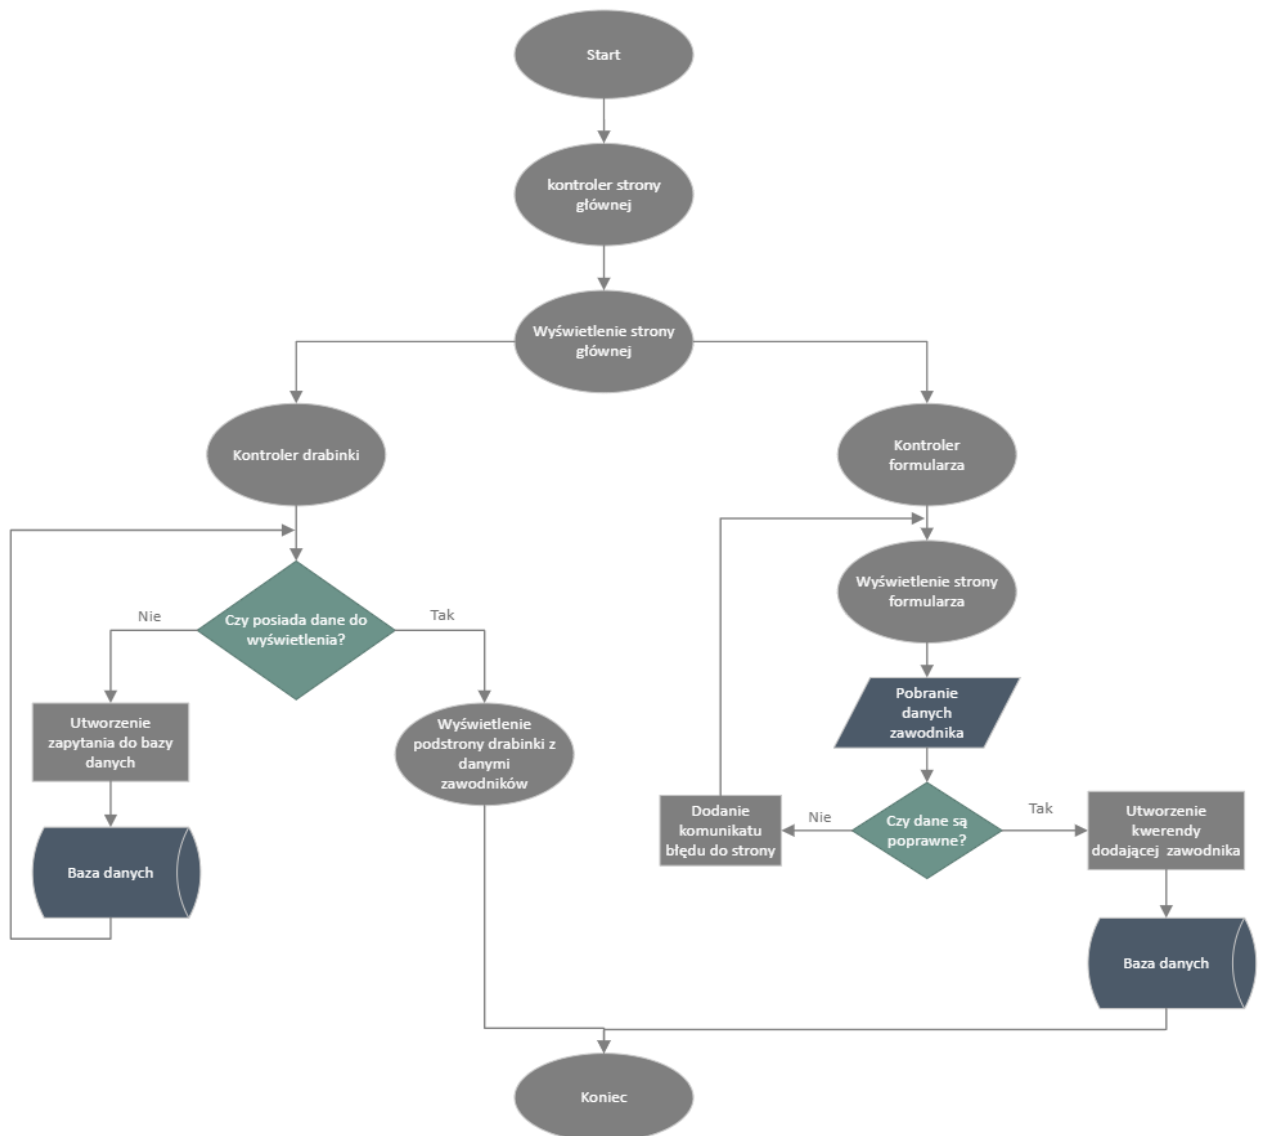 Start
kontroler strony
głównej
Wyświetlenie strony
głównej
Kontroler drabinki
Kontroler
formularza
Wyświetlenie strony
formularza
Czy posiada dane do
wyświetlenia?
Nie
Tak
Utworzenie
zapytania do bazy
danych
Wyświetlenie
podstrony drabinki z
danymi
zawodników
Baza danych
Pobranie
danych
zawodnika
Czy dane są
poprawne?
Nie
Tak
Dodanie
komunikatu
błędu do strony
Utworzenie
kwerendy
dodającej zawodnika
Baza danych
Koniec